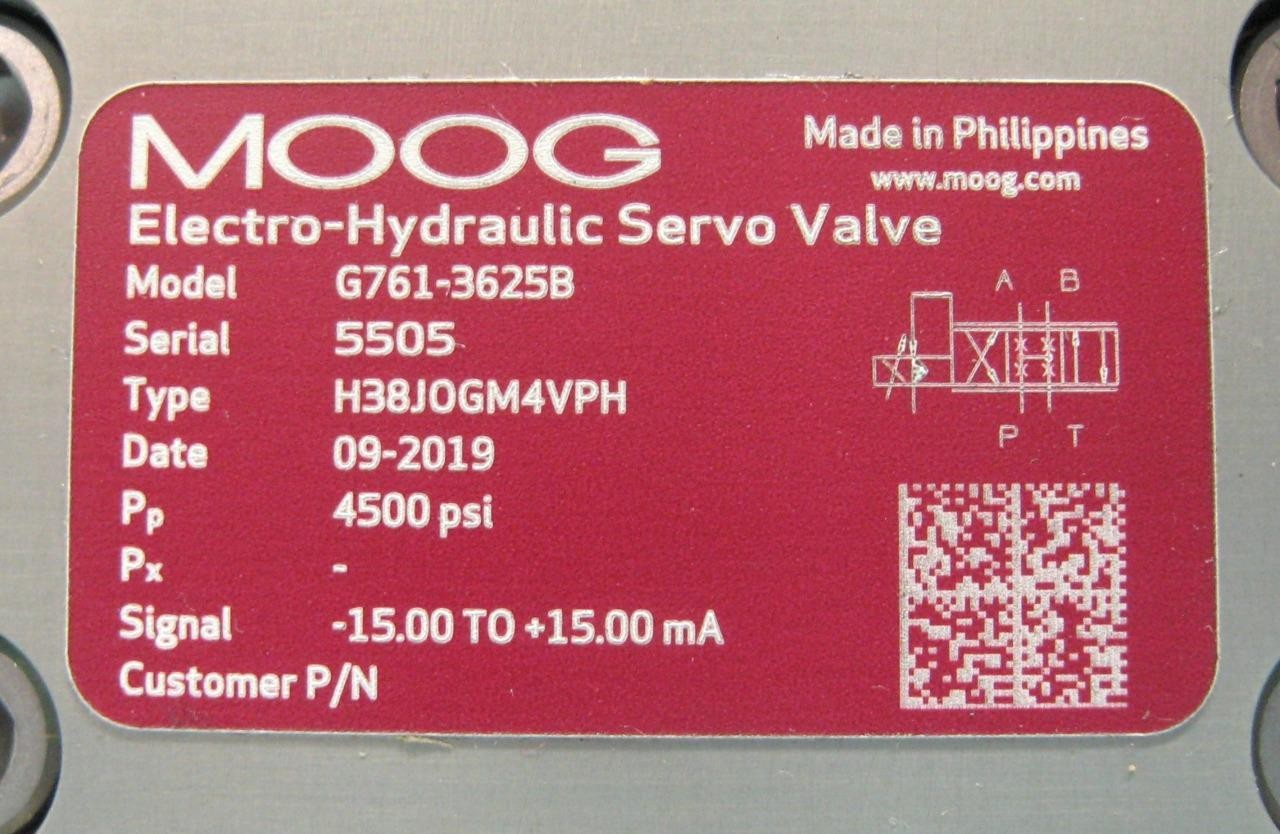 MOOG
Made in Philippines
www.moog.com
Electro-Hydraulic Servo Valve
Model G761-3625B
Serial 5505
Type H38JOGM4VPH
Date 09-2019
Pp 4500 psi
Px -
Signal -15.00 TO +15.00 mA
Customer P/N
A B
P T